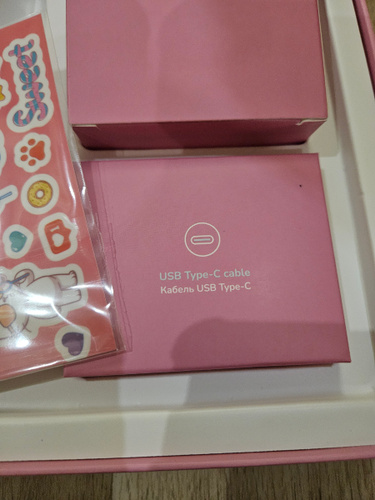 Sweet
USB Type-C cable
Кабель USB Type-C